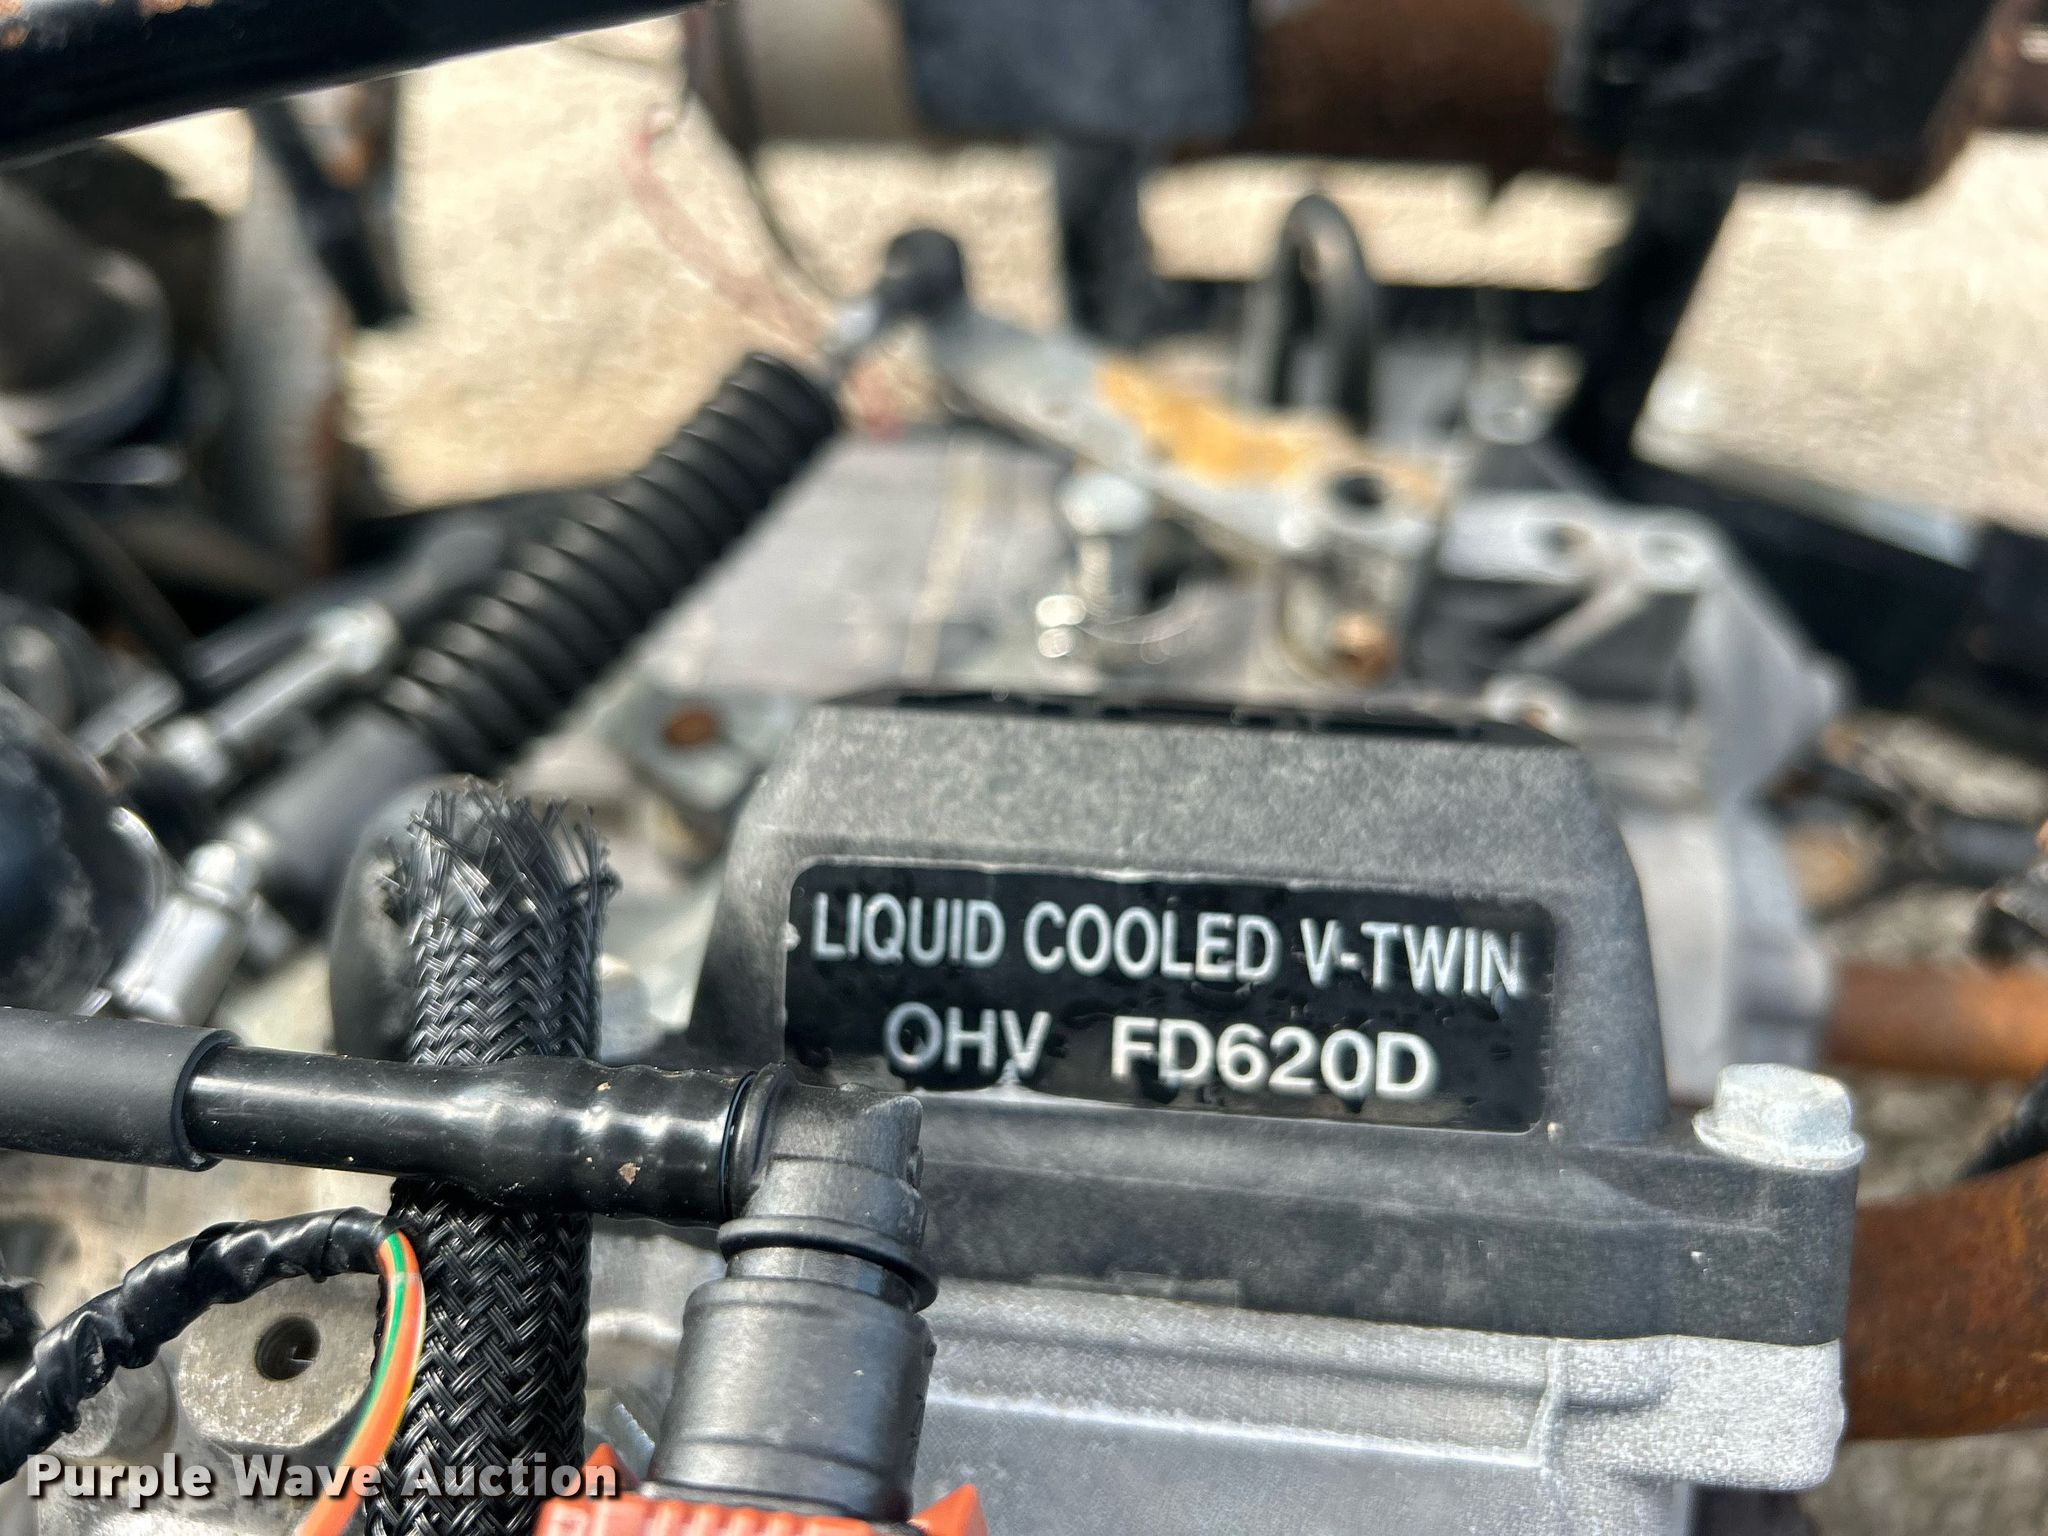 LIQUID COOLED V-TWIN
OHV FD620D
Purple Wave Auction